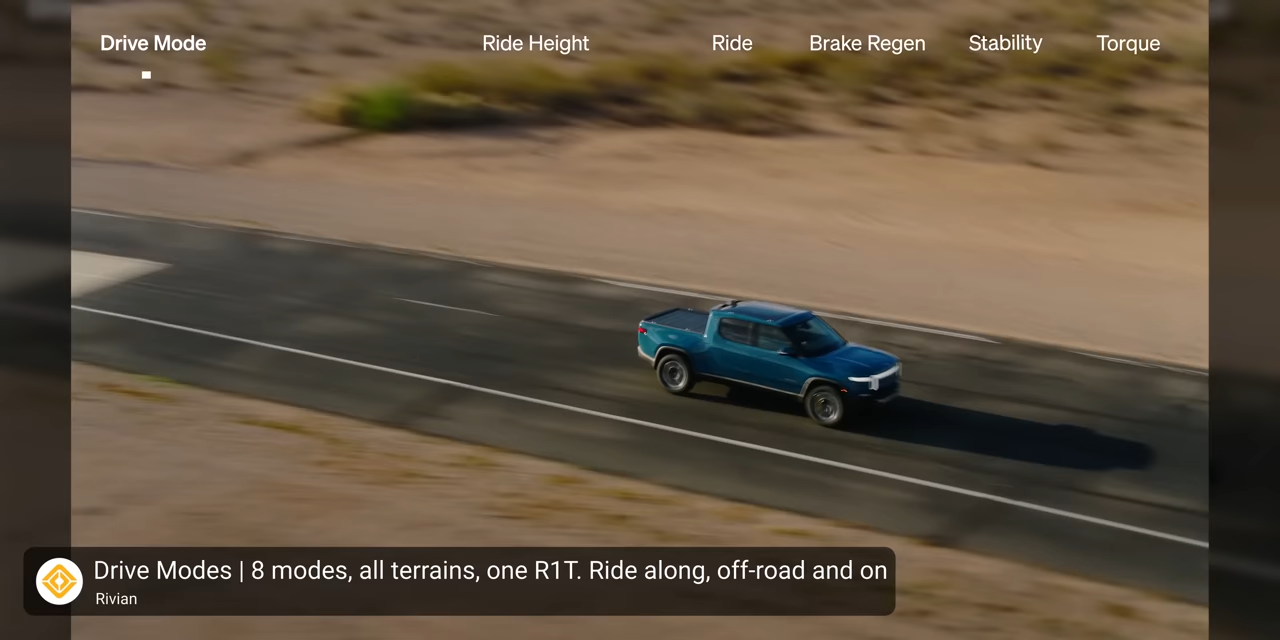 Drive Mode Ride Height Ride Brake Regen Stability Torque
Drive Modes | 8 modes, all terrains, one R1T. Ride along, off-road and on
Rivian